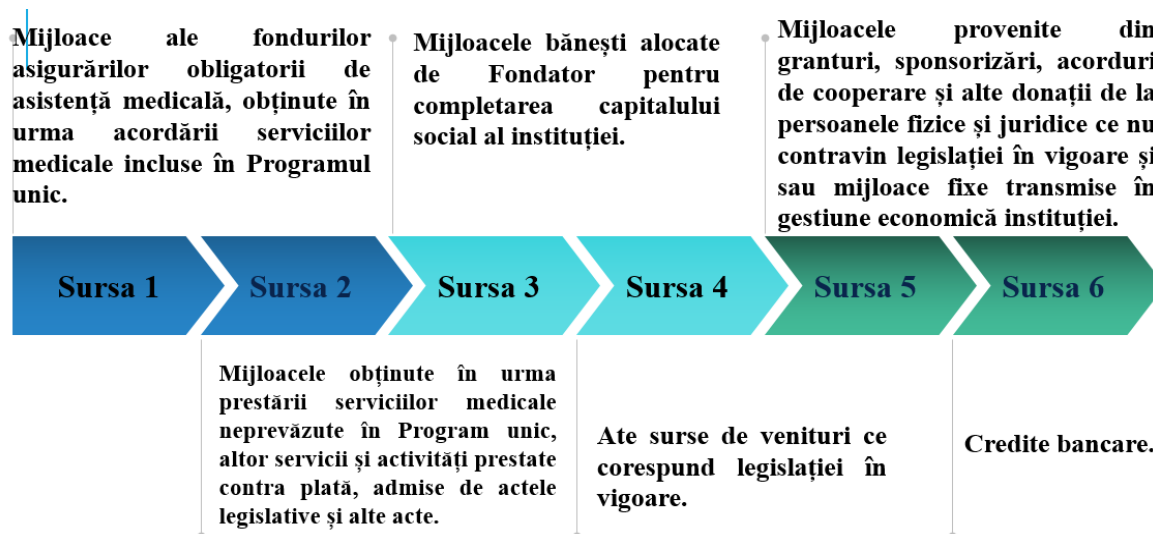 Mijloace ale fondurilor
asigurărilor obligatorii de
asistență medicală, obținute în
urma acordării serviciilor
medicale incluse în Programul
unic.
Mijloacele bănești alocate
de Fondator pentru
completarea capitalului
social al instituției.
Mijloacele provenite din
granturi, sponsorizări, acorduri
de cooperare și alte donații de la
persoanele fizice și juridice ce nu
contravin legislației în vigoare și
sau mijloace fixe transmise în
gestiune economică instituției.
Sursa 1
Sursa 2
Sursa 3
Sursa 4
Sursa 5
Sursa 6
Mijloacele obținute în urma
prestării serviciilor medicale
neprevăzute în Program unic,
altor servicii și activități prestate
contra plată, admise de actele
legislative și alte acte.
Ate surse de venituri ce
corespund legislației în
vigoare.
Credite bancare.